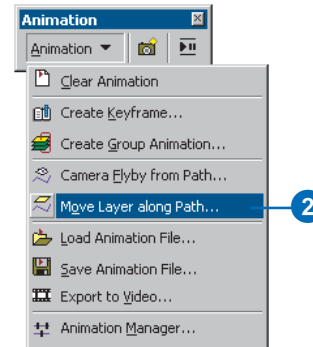 Animation
Animation
Clear Animation
Create Keyframe...
Create Group Animation...
Camera Flyby from Path...
Move Layer along Path...
2
Load Animation File...
Save Animation File...
Export to Video...
Animation Manager...